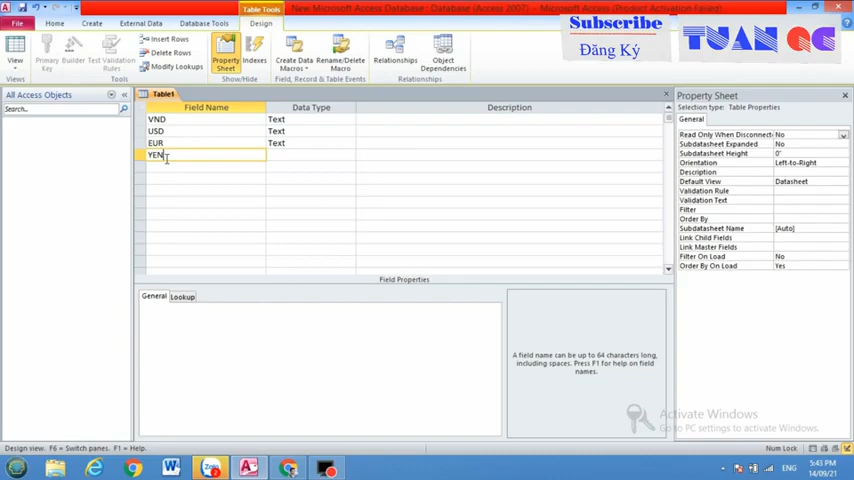 Table Tools
New Microsoft Access Database : Database (Access 2007) - Microsoft Access (Product Activation Failed)
File Home Create External Data Database Tools Design
View
Views
Primary Key
Builder
Test Validation Rules
Insert Rows
Delete Rows
Modify Lookups
Tools
Property Sheet
Indexes
Show/Hide
Create Data Macros
Rename/Delete Macro
Field, Record & Table Events
Relationships
Object Dependencies
Relationships
Subscribe
Đăng Ký
TUAN QG
All Access Objects
Search...
Table1
Field Name Data Type Description
VND Text
USD Text
EUR Text
YEN
Field Properties
General Lookup
A field name can be up to 64 characters long, including spaces. Press F1 for help on field names.
Property Sheet
Selection type: Table Properties
General
Read Only When Disconnect No
Subdatasheet Expanded No
Subdatasheet Height 0"
Orientation Left-to-Right
Description
Default View Datasheet
Validation Rule
Validation Text
Filter
Order By
Subdatasheet Name [Auto]
Link Child Fields
Link Master Fields
Filter On Load No
Order By On Load Yes
Activate Windows
Go to PC settings to activate Windows.
Design view. F6 = Switch panes. F1 = Help.
Num Lock
Zalo
2
ENG
5:43 PM
14/09/21